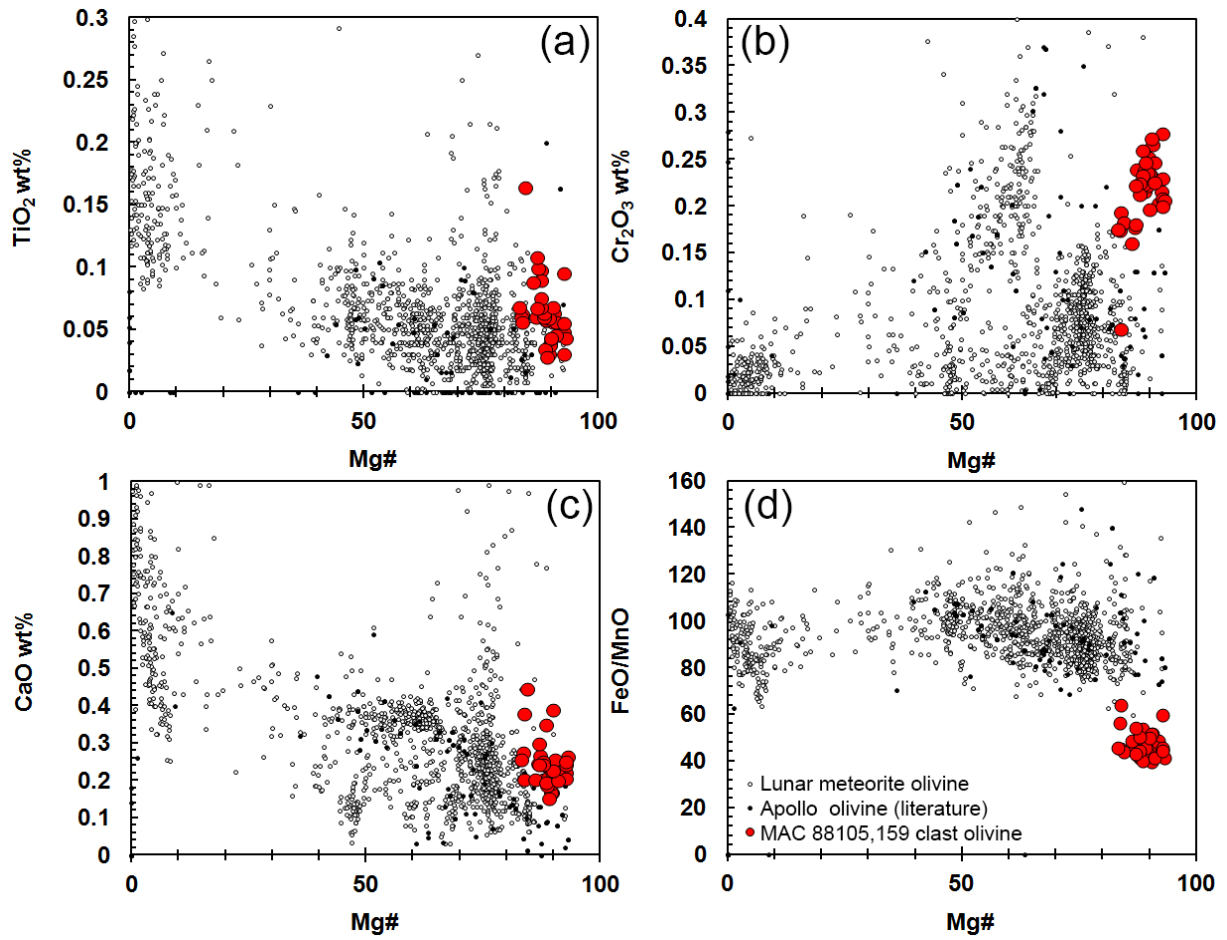 (a)
TiO2 wt%
0.3
0.25
0.2
0.15
0.1
0.05
0
0 50 100
Mg#
(b)
Cr2O3 wt%
0.4
0.35
0.3
0.25
0.2
0.15
0.1
0.05
0
0 50 100
Mg#
(c)
CaO wt%
1
0.9
0.8
0.7
0.6
0.5
0.4
0.3
0.2
0.1
0
0 50 100
Mg#
(d)
FeO/MnO
160
140
120
100
80
60
40
20
0
Lunar meteorite olivine
Apollo olivine (literature)
MAC 88105,159 clast olivine
0 50 100
Mg#